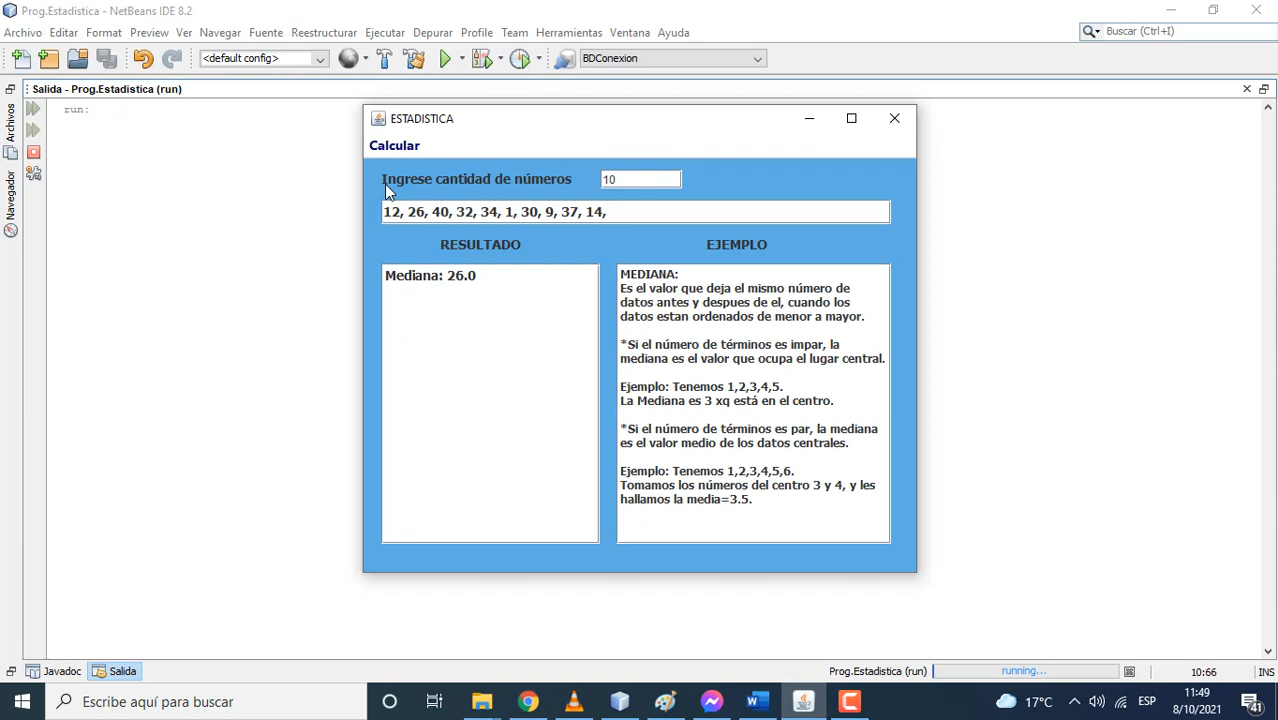 Prog.Estadistica - NetBeans IDE 8.2
Archivo Editar Format Preview Ver Navegar Fuente Reestructurar Ejecutar Depurar Profile Team Herramientas Ventana Ayuda
Buscar (Ctrl+I)
<default config>
BDConexion
Salida - Prog.Estadistica (run)
run:
Archivos
Navegador
ESTADISTICA
Calcular
Ingrese cantidad de números 10
12, 26, 40, 32, 34, 1, 30, 9, 37, 14,
RESULTADO EJEMPLO
Mediana: 26.0
MEDIANA:
Es el valor que deja el mismo número de
datos antes y despues de el, cuando los
datos estan ordenados de menor a mayor.
*Si el número de términos es impar, la
mediana es el valor que ocupa el lugar central.
Ejemplo: Tenemos 1,2,3,4,5.
La Mediana es 3 xq está en el centro.
*Si el número de términos es par, la mediana
es el valor medio de los datos centrales.
Ejemplo: Tenemos 1,2,3,4,5,6.
Tomamos los números del centro 3 y 4, y les
hallamos la media=3.5.
Javadoc Salida
Prog.Estadistica (run) running... 10:66 INS
Escribe aquí para buscar
17°C ESP
11:49
8/10/2021
41